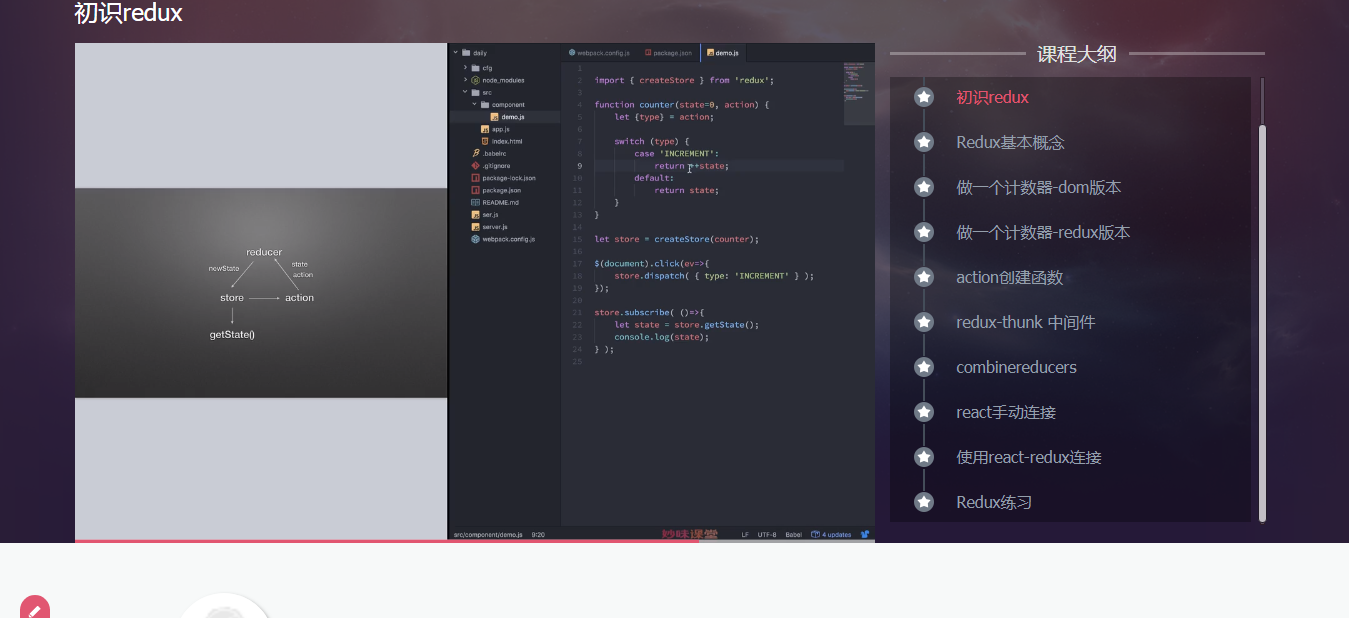 初识redux
reducer
newState
state
action
store
action
getState()
daily
cfg
node_modules
src
component
demo.js
app.js
index.html
.babelrc
.gitignore
package-lock.json
package.json
README.md
ser.js
server.js
webpack.config.js
webpack.config.js package.json demo.js
1
2 import { createStore } from 'redux';
3
4 function counter(state=0, action) {
5 let {type} = action;
6
7 switch (type) {
8 case 'INCREMENT':
9 return ++state;
10 default:
11 return state;
12 }
13 }
14
15 let store = createStore(counter);
16
17 $(document).click(ev=>{
18 store.dispatch( { type: 'INCREMENT' } );
19 });
20
21 store.subscribe( ()=>{
22 let state = store.getState();
23 console.log(state);
24 } );
25
src/component/demo.js 9:20 妙味课堂 LF UTF-8 Babel 4 updates
课程大纲
初识redux
Redux基本概念
做一个计数器-dom版本
做一个计数器-redux版本
action创建函数
redux-thunk 中间件
combinereducers
react手动连接
使用react-redux连接
Redux练习